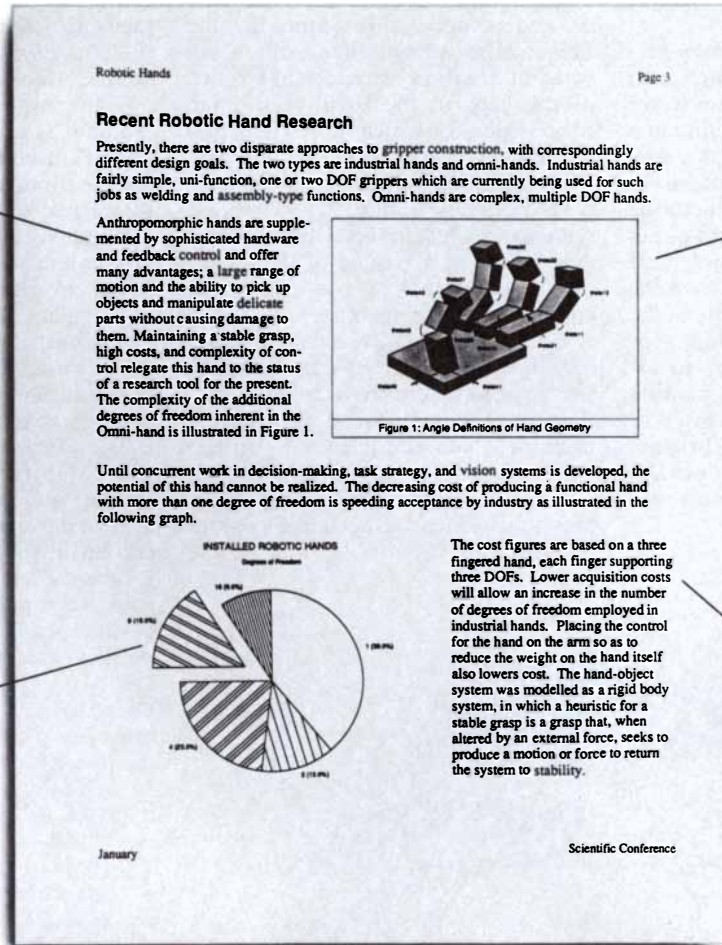 Robotic Hands
Page 3
Recent Robotic Hand Research
Presently, there are two disparate approaches to gripper construction, with correspondingly
different design goals. The two types are industrial hands and omni-hands. Industrial hands are
fairly simple, uni-function, one or two DOF grippers which are currently being used for such
jobs as welding and assembly-type functions. Omni-hands are complex, multiple DOF hands.
Anthropomorphic hands are supple-
mented by sophisticated hardware
and feedback control and offer
many advantages; a large range of
motion and the ability to pick up
objects and manipulate delicate
parts without causing damage to
them. Maintaining a stable grasp,
high costs, and complexity of con-
trol relegate this hand to the status
of a research tool for the present.
The complexity of the additional
degrees of freedom inherent in the
Omni-hand is illustrated in Figure 1.
Figure 1: Angle Definitions of Hand Geometry
Until concurrent work in decision-making, task strategy, and vision systems is developed, the
potential of this hand cannot be realized. The decreasing cost of producing a functional hand
with more than one degree of freedom is speeding acceptance by industry as illustrated in the
following graph.
INSTALLED ROBOTIC HANDS
Degrees of Freedom
The cost figures are based on a three
fingered hand, each finger supporting
three DOFs. Lower acquisition costs
will allow an increase in the number
of degrees of freedom employed in
industrial hands. Placing the control
for the hand on the arm so as to
reduce the weight on the hand itself
also lowers cost. The hand-object
system was modelled as a rigid body
system, in which a heuristic for a
stable grasp is a grasp that, when
altered by an external force, seeks to
produce a motion or force to return
the system to stability.
January
Scientific Conference